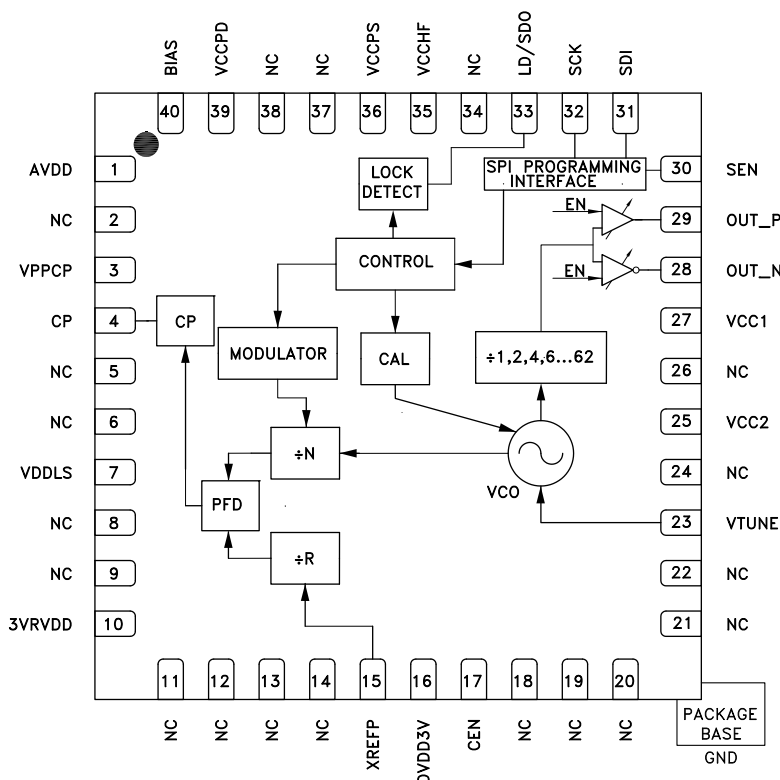 BIAS
VCCPD
NC
NC
VCCPS
VCCHF
NC
LD/SDO
SCK
SDI
40
39
38
37
36
35
34
33
32
31
AVDD
1
NC
2
VPPCP
3
CP
4
NC
5
NC
6
VDDLS
7
NC
8
NC
9
3VRVDD
10
LOCK
DETECT
SPI PROGRAMMING
INTERFACE
CONTROL
EN
EN
CP
MODULATOR
CAL
÷1,2,4,6...62
÷N
VCO
PFD
÷R
30
SEN
29
OUT_P
28
OUT_N
27
VCC1
26
NC
25
VCC2
24
NC
23
VTUNE
22
NC
21
NC
11
12
13
14
15
16
17
18
19
20
NC
NC
NC
NC
XREFP
DVDD3V
CEN
NC
NC
NC
PACKAGE
BASE
GND